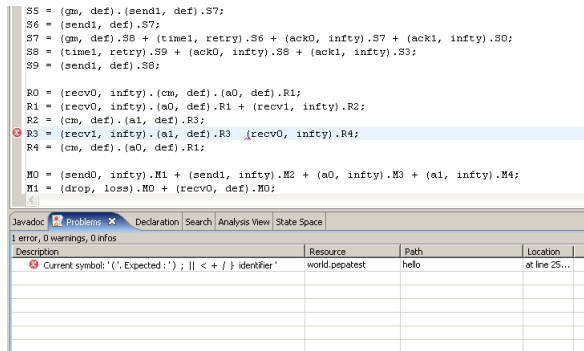 S5 = (gm, def).(send1, def).S7;
S6 = (send1, def).S7;
S7 = (gm, def).S8 + (time1, retry).S6 + (ack0, infty).S7 + (ack1, infty).S0;
S8 = (time1, retry).S9 + (ack0, infty).S8 + (ack1, infty).S3;
S9 = (send1, def).S8;
R0 = (recv0, infty).(cm, def).(a0, def).R1;
R1 = (recv0, infty).(a0, def).R1 + (recv1, infty).R2;
R2 = (cm, def).(a1, def).R3;
R3 = (recv1, infty).(a1, def).R3  (recv0, infty).R4;
R4 = (cm, def).(a0, def).R1;
M0 = (send0, infty).M1 + (send1, infty).M2 + (a0, infty).M3 + (a1, infty).M4;
M1 = (drop, loss).M0 + (recv0, def).M0;
Javadoc Problems Declaration Search Analysis View State Space
1 error, 0 warnings, 0 infos
Description Resource Path Location
Current symbol: '('. Expected : ') ; || < + / } identifier ' world.pepatest hello at line 25...